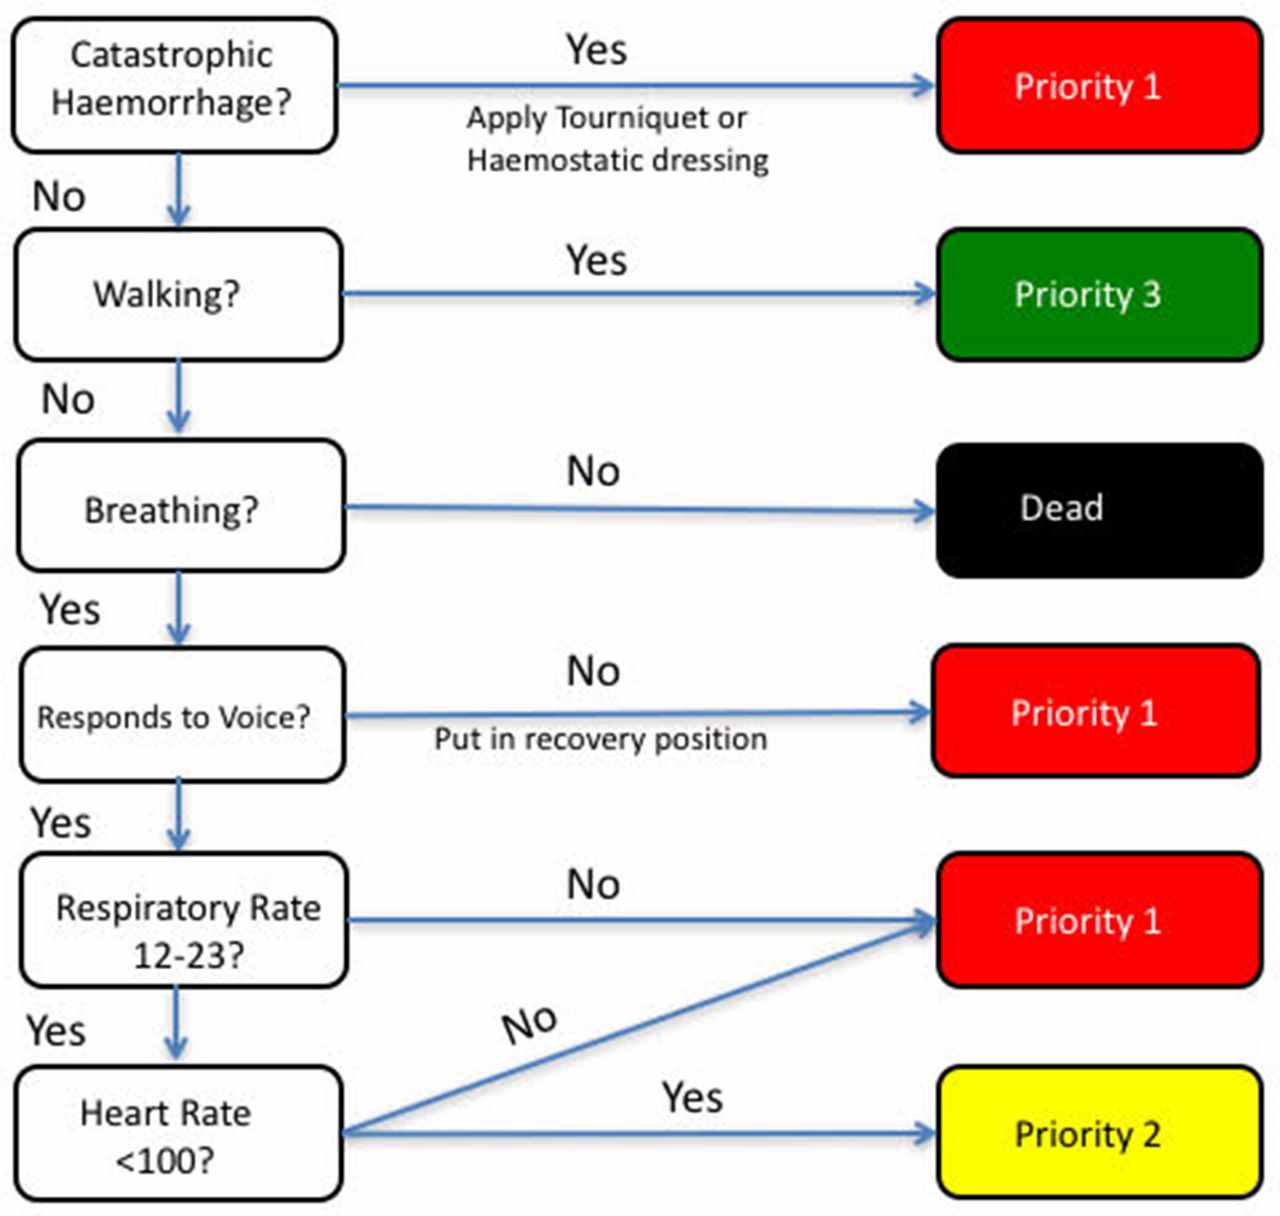 Catastrophic
Haemorrhage?
Yes
Apply Tourniquet or
Haemostatic dressing
Priority 1
No
Walking?
Yes
Priority 3
No
Breathing?
No
Dead
Yes
Responds to Voice?
No
Put in recovery position
Priority 1
Yes
Respiratory Rate
12-23?
No
Priority 1
Yes
No
Heart Rate
<100?
Yes
Priority 2